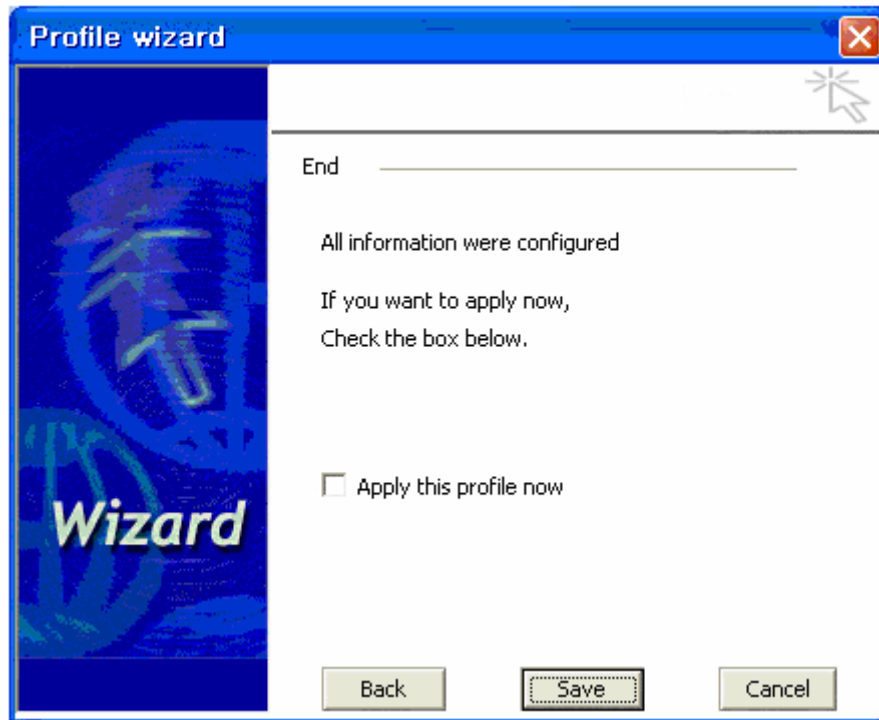 Profile wizard
End
All information were configured
If you want to apply now,
Check the box below.
Apply this profile now
Wizard
Back Save Cancel